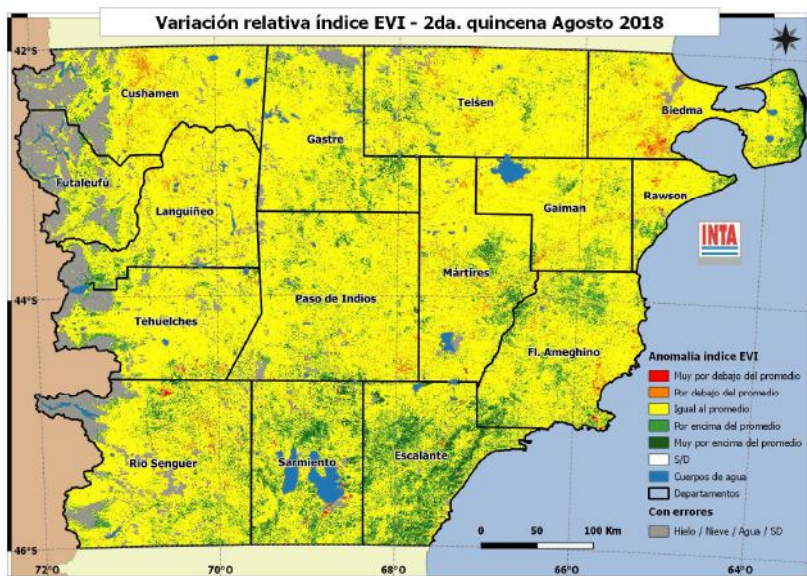 Variación relativa índice EVI - 2da. quincena Agosto 2018
42°S
Cushamen
Telsen
Biedma
Gastre
Futaleufú
Languiñeo
Gaiman
Rawson
INTA
Mártires
44°S
Paso de Indios
Tehuelches
Fl. Ameghino
Anomalía índice EVI
Muy por debajo del promedio
Por debajo del promedio
Igual al promedio
Por encima del promedio
Muy por encima del promedio
S/D
Cuerpos de agua
Departamentos
Con errores
Hielo / Nieve / Agua / SD
Río Senguer
Sarmiento
Escalante
0 50 100 Km
46°S
72°O 70°O 68°O 66°O 64°O